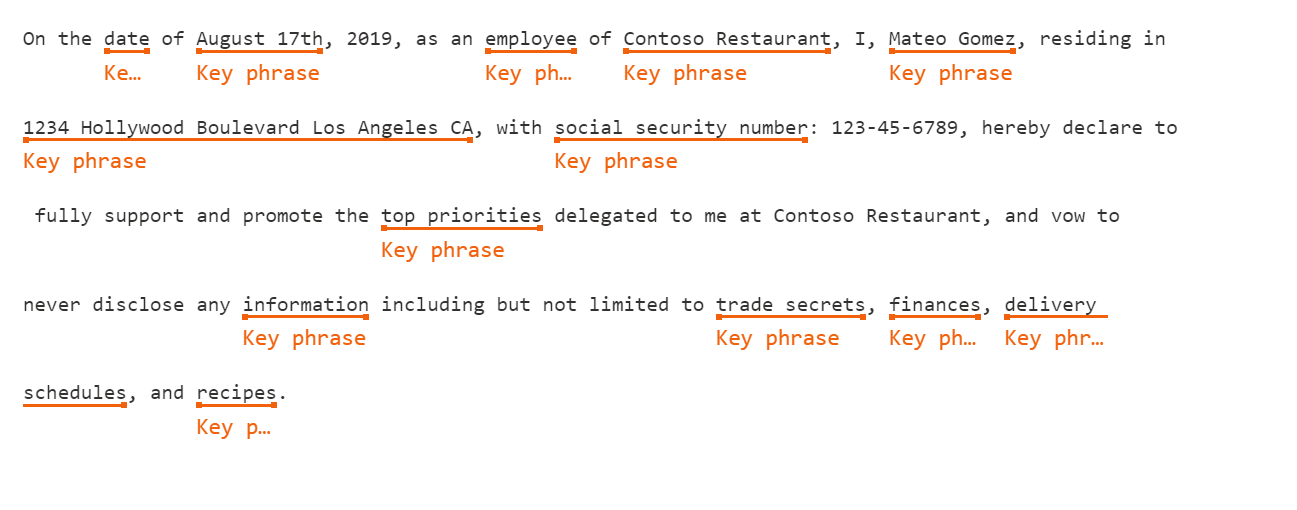 On the date of August 17th, 2019, as an employee of Contoso Restaurant, I, Mateo Gomez, residing in
Ke… Key phrase Key ph… Key phrase Key phrase
1234 Hollywood Boulevard Los Angeles CA, with social security number: 123-45-6789, hereby declare to
Key phrase Key phrase
fully support and promote the top priorities delegated to me at Contoso Restaurant, and vow to
Key phrase
never disclose any information including but not limited to trade secrets, finances, delivery
Key phrase Key phrase Key ph… Key phr…
schedules, and recipes.
Key p…